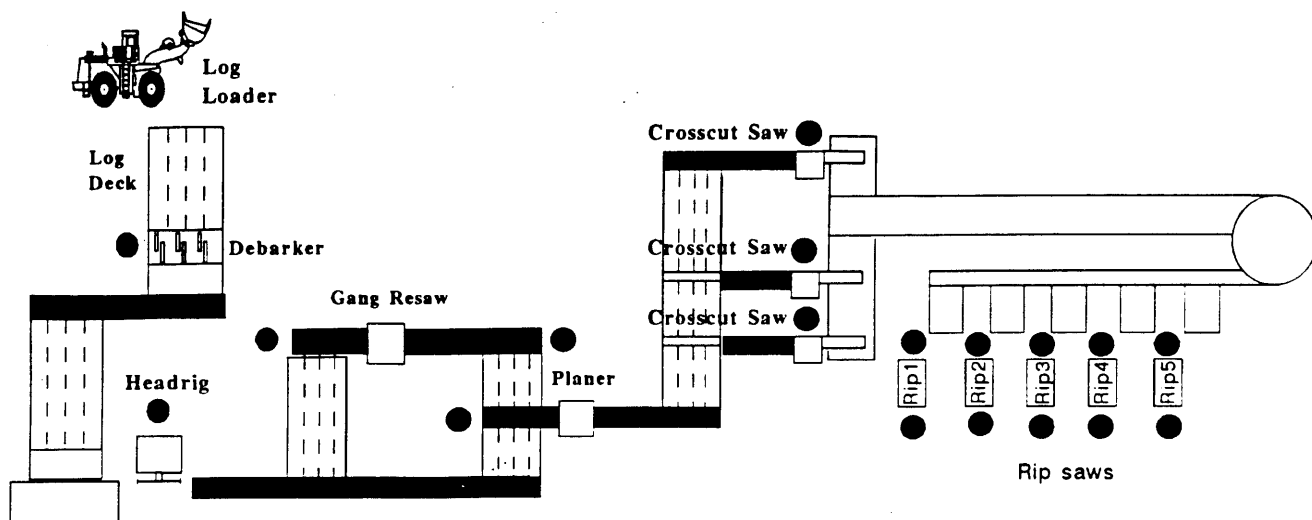 Log
Loader
Log
Deck
Debarker
Headrig
Gang Resaw
Planer
Crosscut Saw
Crosscut Saw
Crosscut Saw
Rip1
Rip2
Rip3
Rip4
Rip5
Rip saws